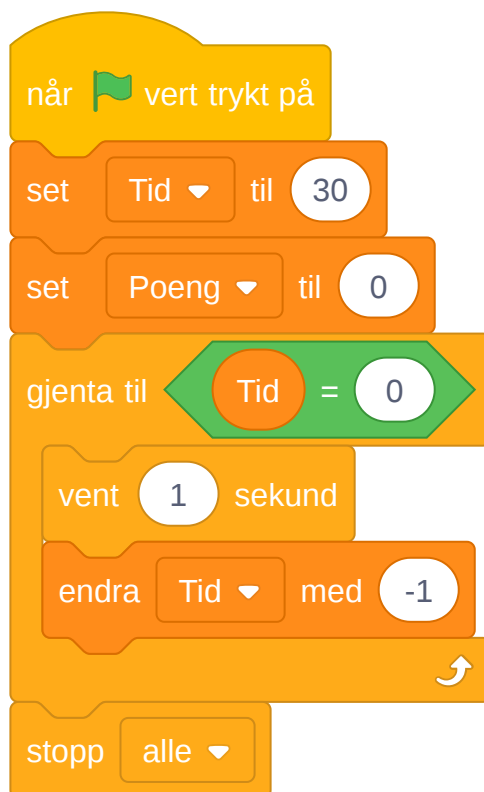 når vert trykt på
set Tid til 30
set Poeng til 0
gjenta til Tid = 0
vent 1 sekund
endra Tid med -1
stopp alle